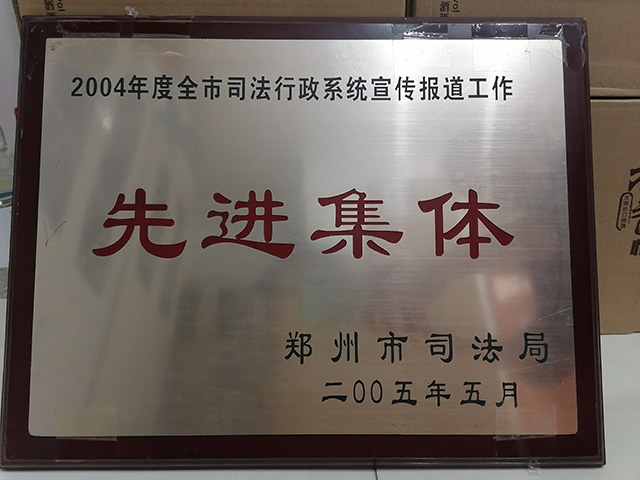 2004年度全市司法行政系统宣传报道工作
先进集体
郑州市司法局
二00五年五月